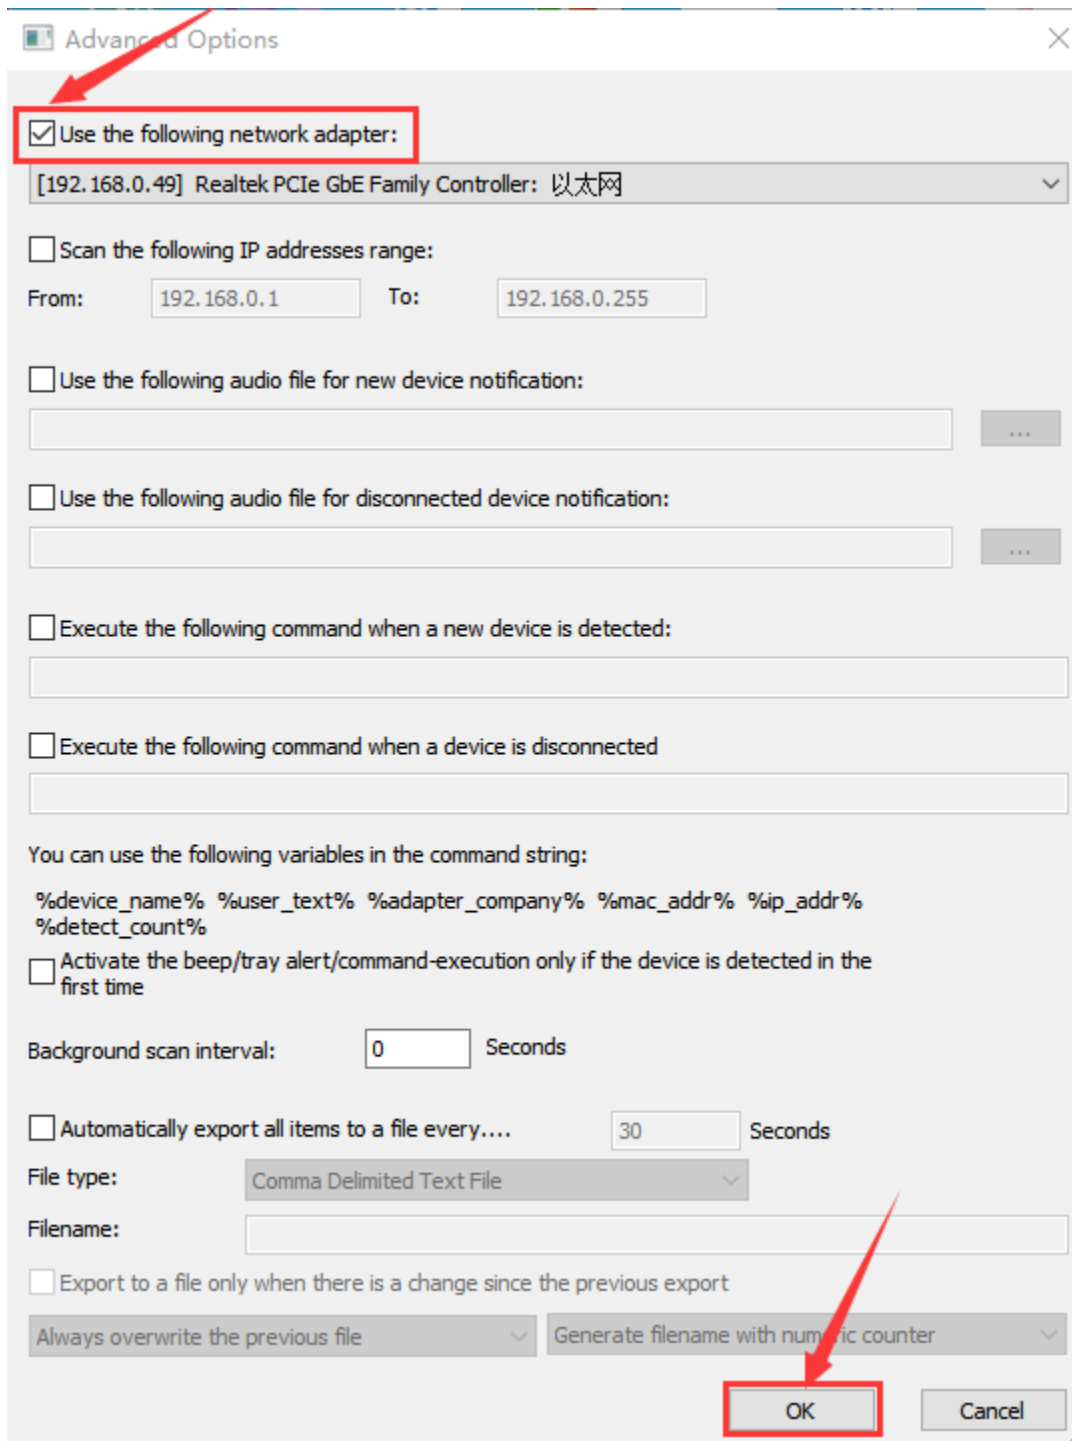 Advanced Options
Use the following network adapter:
[192.168.0.49] Realtek PCIe GbE Family Controller: 以太网
Scan the following IP addresses range:
From: 192.168.0.1 To: 192.168.0.255
Use the following audio file for new device notification:
...
Use the following audio file for disconnected device notification:
...
Execute the following command when a new device is detected:
Execute the following command when a device is disconnected
You can use the following variables in the command string:
%device_name% %user_text% %adapter_company% %mac_addr% %ip_addr%
%detect_count%
Activate the beep/tray alert/command-execution only if the device is detected in the
first time
Background scan interval: 0 Seconds
Automatically export all items to a file every.... 30 Seconds
File type: Comma Delimited Text File
Filename:
Export to a file only when there is a change since the previous export
Always overwrite the previous file Generate filename with numeric counter
OK Cancel